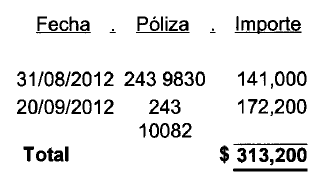 Fecha . Póliza . Importe
31/08/2012 243 9830 141,000
20/09/2012 243 172,200
10082
Total $ 313,200